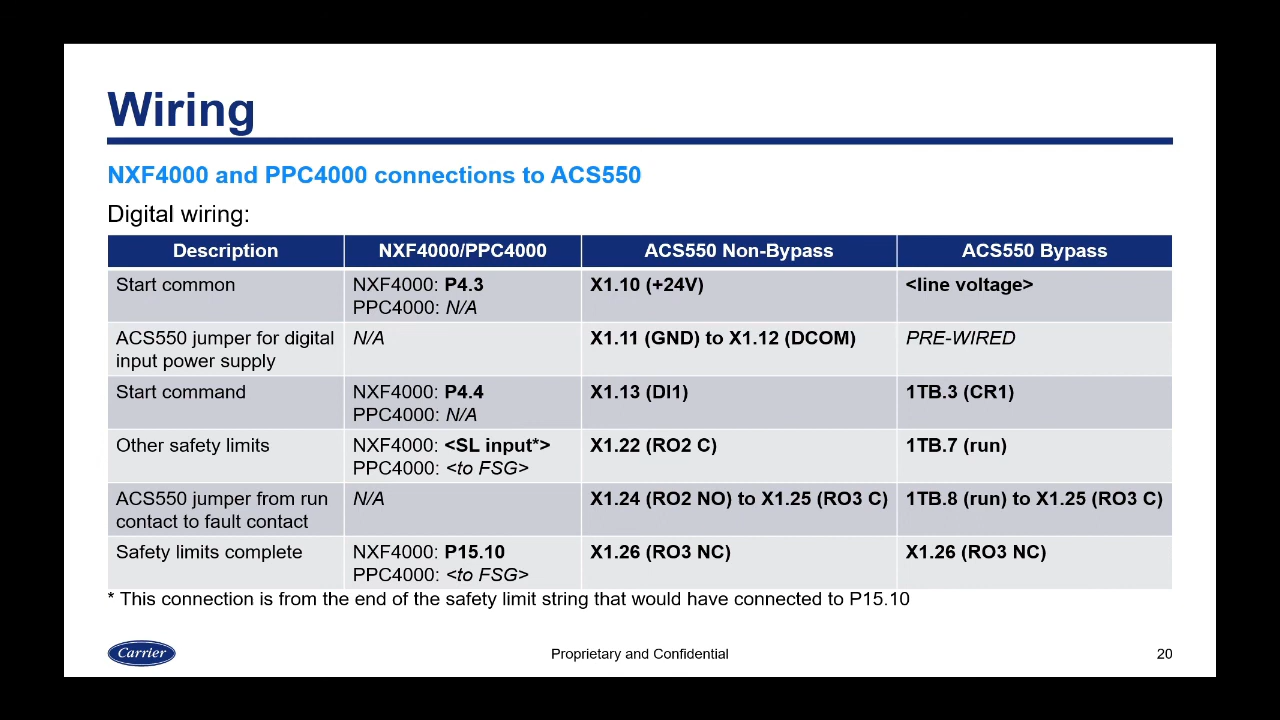 Wiring
NXF4000 and PPC4000 connections to ACS550
Digital wiring:
Description NXF4000/PPC4000 ACS550 Non-Bypass ACS550 Bypass
Start common NXF4000: P4.3 X1.10 (+24V) <line voltage>
PPC4000: N/A
ACS550 jumper for digital N/A X1.11 (GND) to X1.12 (DCOM) PRE-WIRED
input power supply
Start command NXF4000: P4.4 X1.13 (DI1) 1TB.3 (CR1)
PPC4000: N/A
Other safety limits NXF4000: <SL input*> X1.22 (RO2 C) 1TB.7 (run)
PPC4000: <to FSG>
ACS550 jumper from run N/A X1.24 (RO2 NO) to X1.25 (RO3 C) 1TB.8 (run) to X1.25 (RO3 C)
contact to fault contact
Safety limits complete NXF4000: P15.10 X1.26 (RO3 NC) X1.26 (RO3 NC)
PPC4000: <to FSG>
* This connection is from the end of the safety limit string that would have connected to P15.10
Carrier Proprietary and Confidential 20